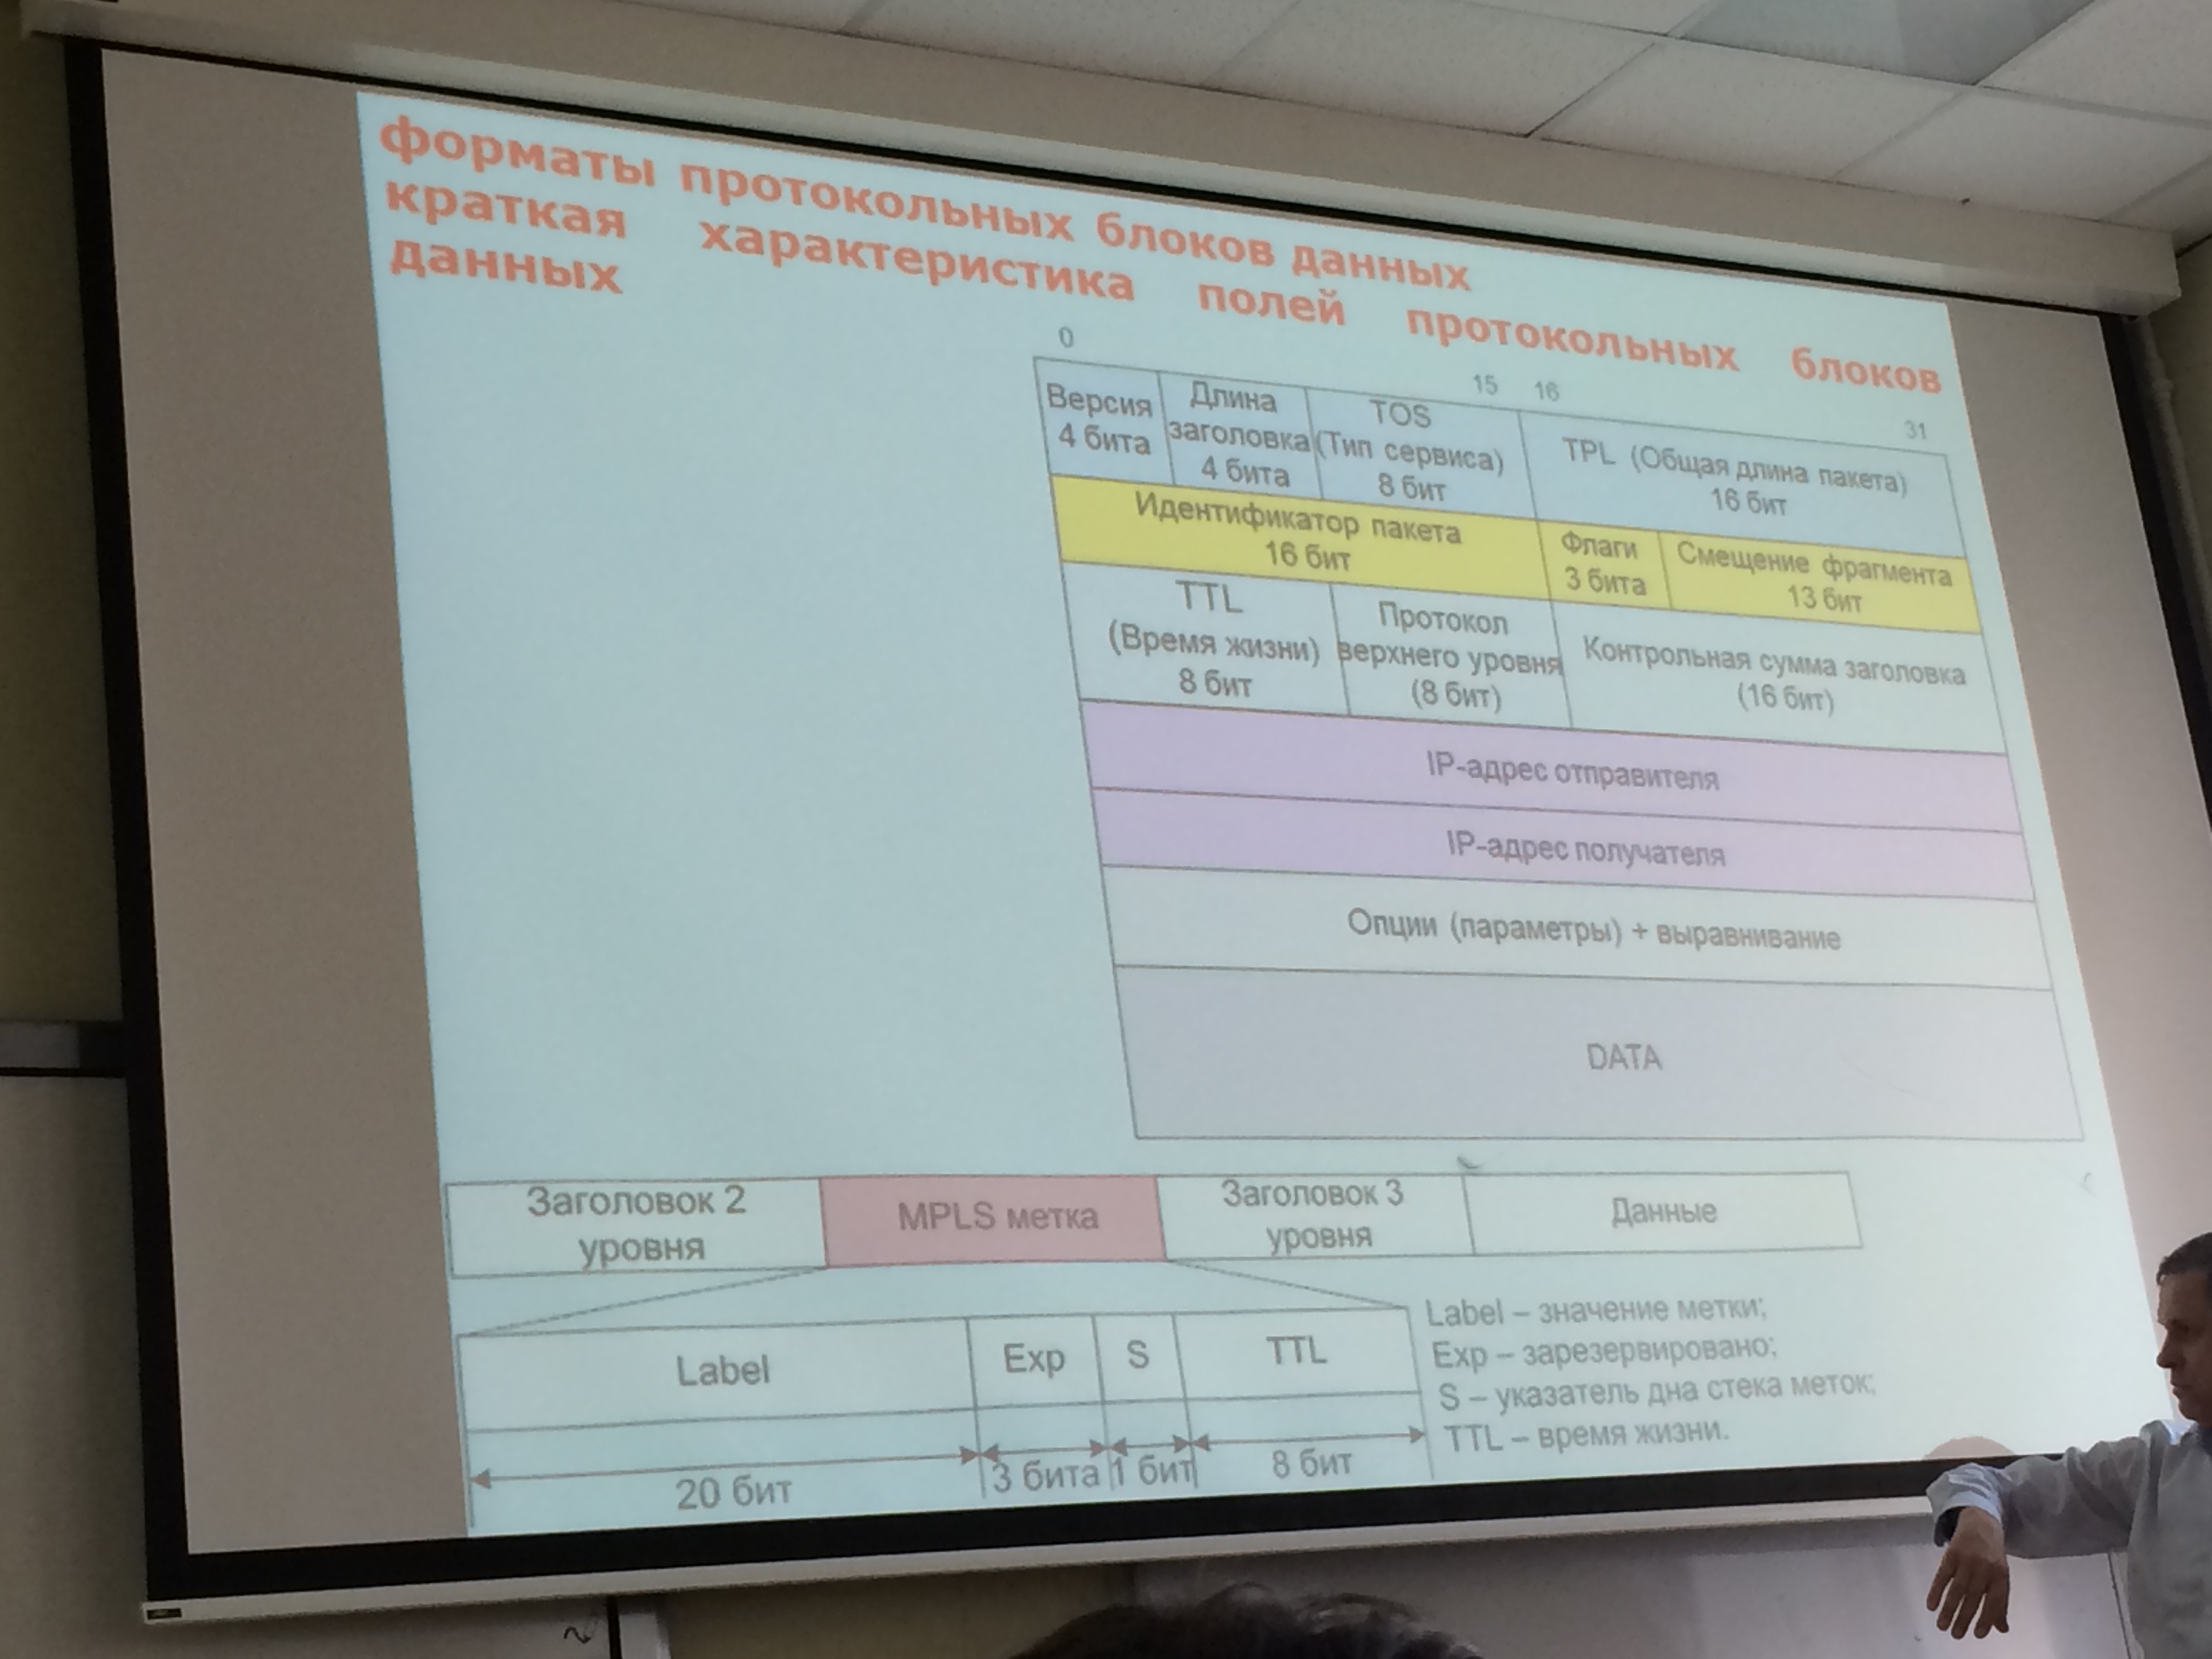 форматы протокольных блоков данных
краткая характеристика полей протокольных блоков
данных
0
15 16
31
Версия
4 бита
Длина
заголовка
4 бита
TOS
(Тип сервиса)
8 бит
TPL (Общая длина пакета)
16 бит
Идентификатор пакета
16 бит
Флаги
3 бита
Смещение фрагмента
13 бит
TTL
(Время жизни)
8 бит
Протокол
верхнего уровня
(8 бит)
Контрольная сумма заголовка
(16 бит)
IP-адрес отправителя
IP-адрес получателя
Опции (параметры) + выравнивание
DATA
Заголовок 2
уровня
MPLS метка
Заголовок 3
уровня
Данные
Label
Exp
S
TTL
20 бит
3 бита
1 бит
8 бит
Label – значение метки;
Exp – зарезервировано;
S – указатель дна стека меток;
TTL – время жизни.